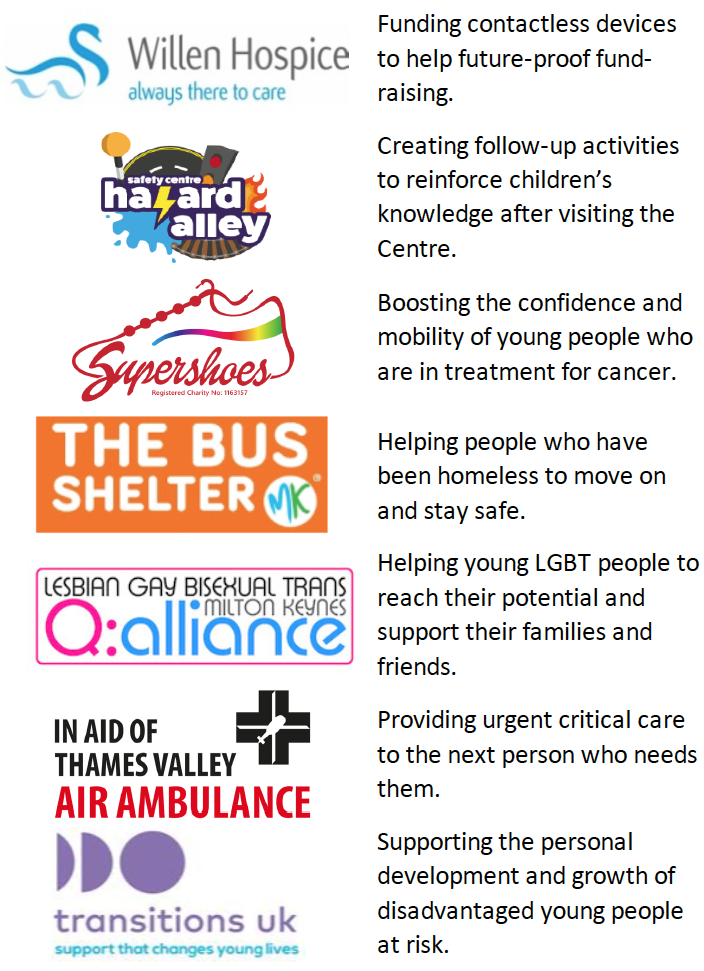 Willen Hospice
always there to care
Funding contactless devices
to help future-proof fund-
raising.
safety centre
hazard
alley
Creating follow-up activities
to reinforce children’s
knowledge after visiting the
Centre.
Supershoes
Registered Charity No: 1163157
Boosting the confidence and
mobility of young people who
are in treatment for cancer.
THE BUS
SHELTER MK®
Helping people who have
been homeless to move on
and stay safe.
LESBIAN GAY BISEXUAL TRANS
MILTON KEYNES
Q:alliance
Helping young LGBT people to
reach their potential and
support their families and
friends.
IN AID OF
THAMES VALLEY
AIR AMBULANCE
Providing urgent critical care
to the next person who needs
them.
transitions uk
support that changes young lives
Supporting the personal
development and growth of
disadvantaged young people
at risk.